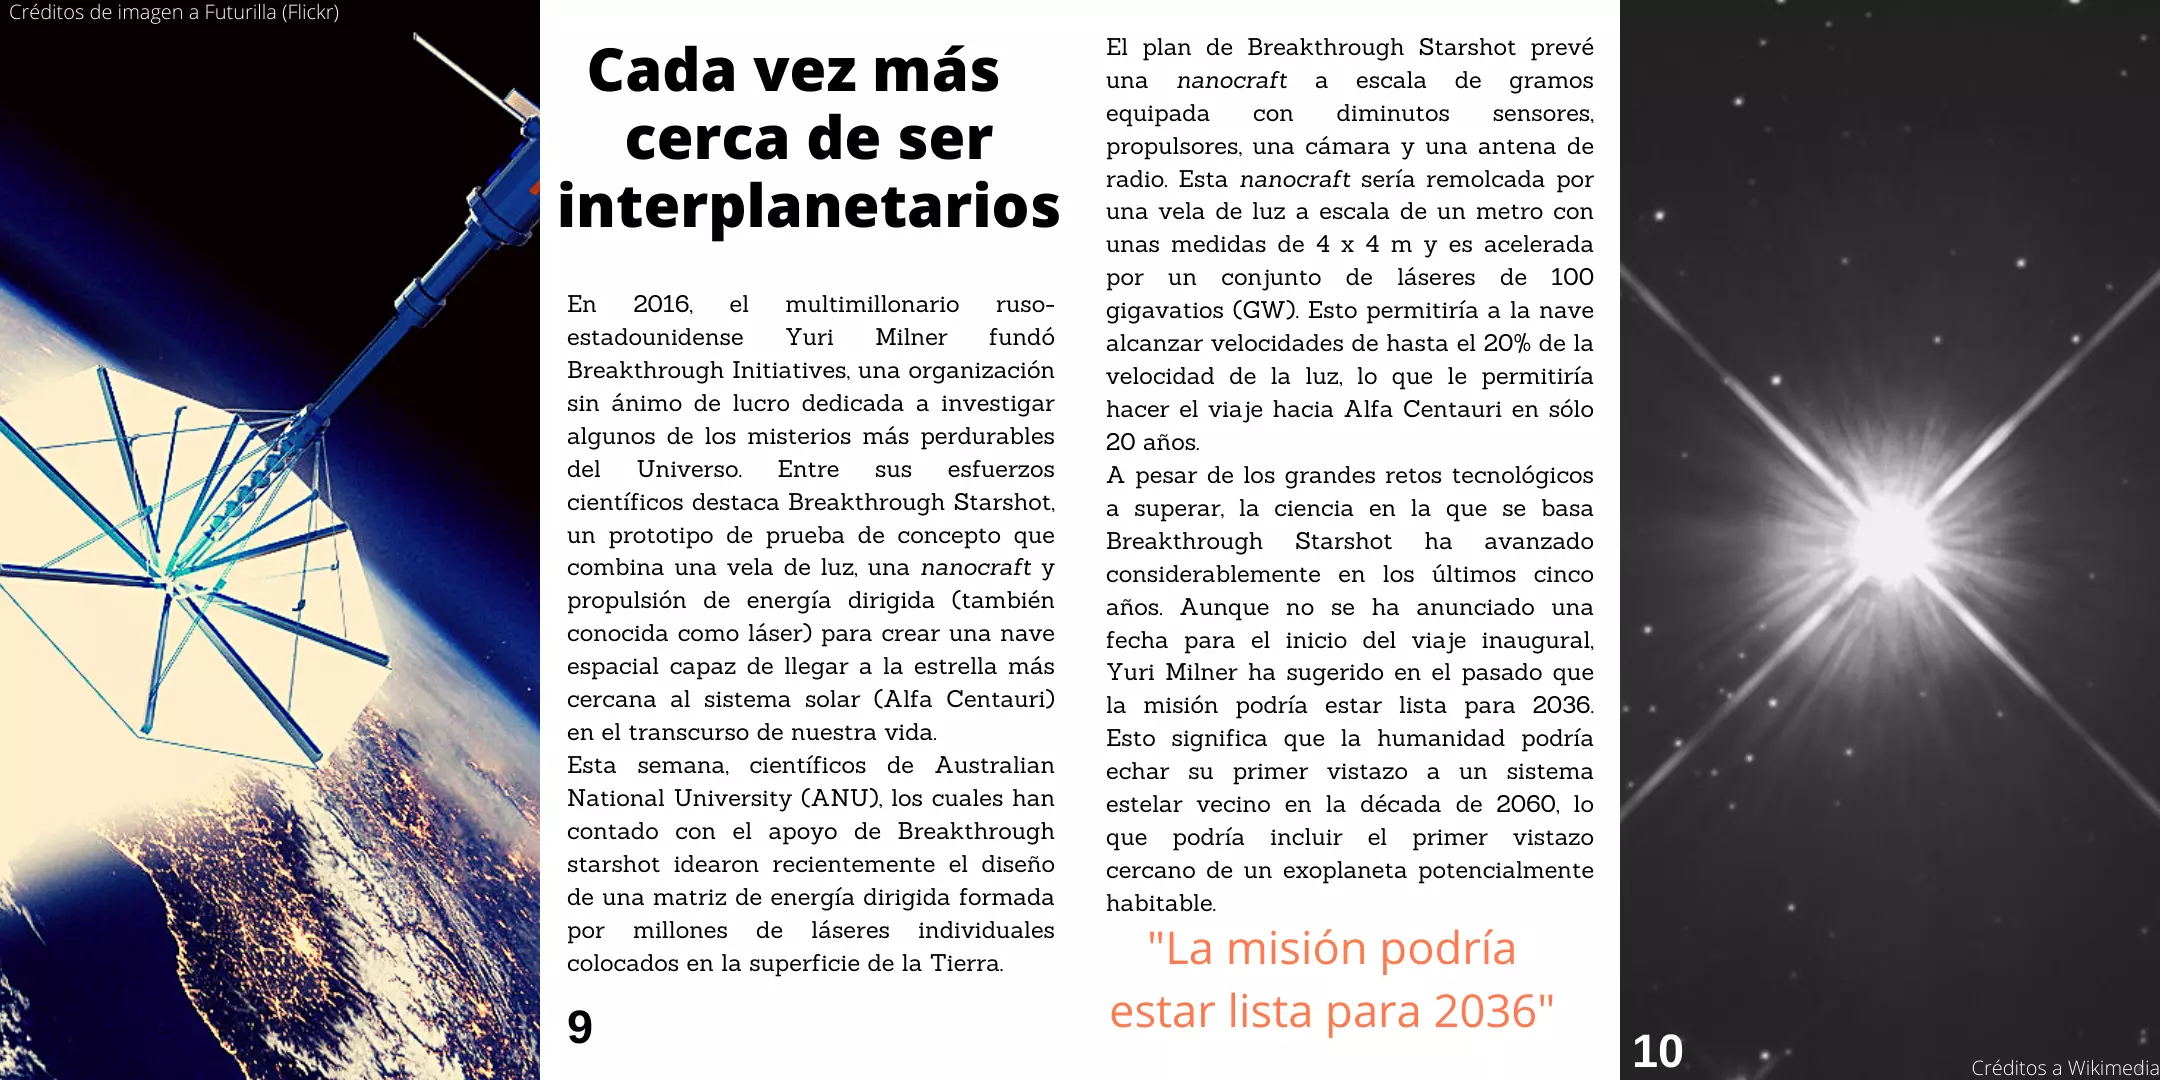 Créditos de imagen a Futurilla (Flickr)
Cada vez más
cerca de ser
interplanetarios
En 2016, el multimillonario ruso-
estadounidense Yuri Milner fundó
Breakthrough Initiatives, una organización
sin ánimo de lucro dedicada a investigar
algunos de los misterios más perdurables
del Universo. Entre sus esfuerzos
científicos destaca Breakthrough Starshot,
un prototipo de prueba de concepto que
combina una vela de luz, una nanocraft y
propulsión de energía dirigida (también
conocida como láser) para crear una nave
espacial capaz de llegar a la estrella más
cercana al sistema solar (Alfa Centauri)
en el transcurso de nuestra vida.
Esta semana, científicos de Australian
National University (ANU), los cuales han
contado con el apoyo de Breakthrough
starshot idearon recientemente el diseño
de una matriz de energía dirigida formada
por millones de láseres individuales
colocados en la superficie de la Tierra.
9
El plan de Breakthrough Starshot prevé
una nanocraft a escala de gramos
equipada con diminutos sensores,
propulsores, una cámara y una antena de
radio. Esta nanocraft sería remolcada por
una vela de luz a escala de un metro con
unas medidas de 4 x 4 m y es acelerada
por un conjunto de láseres de 100
gigavatios (GW). Esto permitiría a la nave
alcanzar velocidades de hasta el 20% de la
velocidad de la luz, lo que le permitiría
hacer el viaje hacia Alfa Centauri en sólo
20 años.
A pesar de los grandes retos tecnológicos
a superar, la ciencia en la que se basa
Breakthrough Starshot ha avanzado
considerablemente en los últimos cinco
años. Aunque no se ha anunciado una
fecha para el inicio del viaje inaugural,
Yuri Milner ha sugerido en el pasado que
la misión podría estar lista para 2036.
Esto significa que la humanidad podría
echar su primer vistazo a un sistema
estelar vecino en la década de 2060, lo
que podría incluir el primer vistazo
cercano de un exoplaneta potencialmente
habitable.
"La misión podría
estar lista para 2036"
10
Créditos a Wikimedia